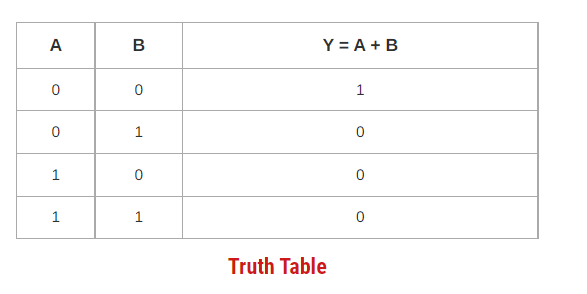 A B Y = A + B
0 0 1
0 1 0
1 0 0
1 1 0
Truth Table